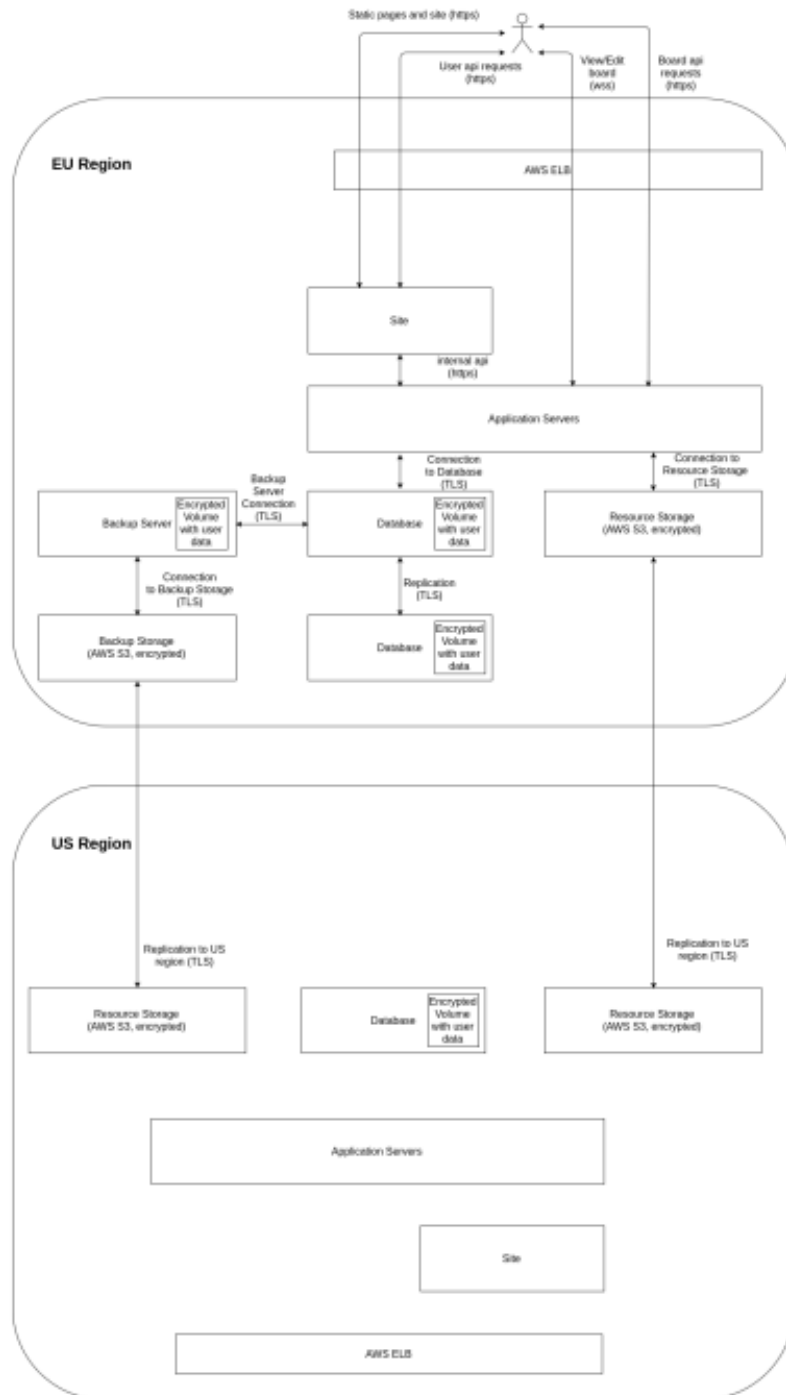 Static pages and site (https)
User api requests
(https)
View/Edit
board
(wss)
Board api
requests
(https)
EU Region
AWS ELB
Site
internal api
(https)
Application Servers
Connection
to Database
(TLS)
Connection to
Resource Storage
(TLS)
Backup
Server
Connection
(TLS)
Backup Server
Encrypted
Volume
with user
data
Database
Encrypted
Volume
with user
data
Resource Storage
(AWS S3, encrypted)
Connection
to Backup Storage
(TLS)
Replication
(TLS)
Backup Storage
(AWS S3, encrypted)
Database
Encrypted
Volume
with user
data
US Region
Replication to US
region (TLS)
Replication to US
region (TLS)
Resource Storage
(AWS S3, encrypted)
Database
Encrypted
Volume
with user
data
Resource Storage
(AWS S3, encrypted)
Application Servers
Site
AWS ELB